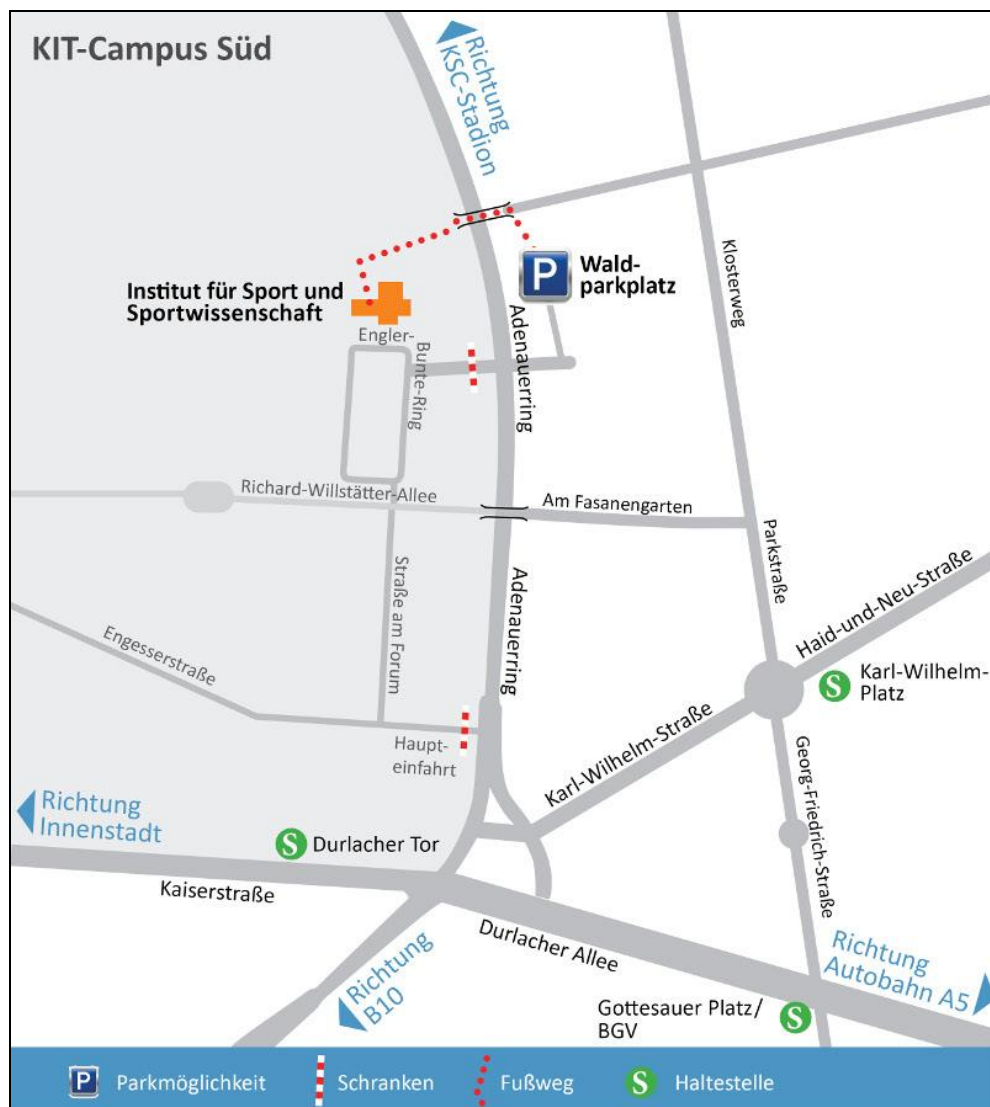 KIT-Campus Süd
Richtung
KSC-Stadion
Institut für Sport und
Sportwissenschaft
P
Wald-
parkplatz
Klosterweg
Engler-
Bunte-Ring
Adenauerring
Richard-Willstätter-Allee
Am Fasanengarten
Parkstraße
Haid-und-Neu-Straße
Straße am Forum
Adenauerring
Engesserstraße
S
Karl-Wilhelm-
Platz
Karl-Wilhelm-Straße
Haupt-
einfahrt
Georg-Friedrich-Straße
Richtung
Innenstadt
S
Durlacher Tor
Kaiserstraße
Durlacher Allee
Richtung
B10
Richtung
Autobahn A5
Gottesauer Platz/
BGV
S
P
Parkmöglichkeit
Schranken
Fußweg
S
Haltestelle